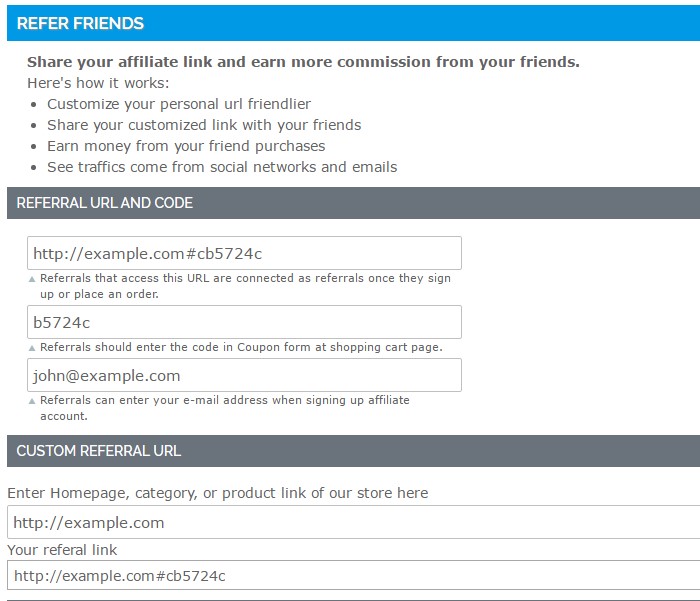 REFER FRIENDS
Share your affiliate link and earn more commission from your friends.
Here's how it works:
• Customize your personal url friendlier
• Share your customized link with your friends
• Earn money from your friend purchases
• See traffics come from social networks and emails
REFERRAL URL AND CODE
http://example.com#cb5724c
▲ Referrals that access this URL are connected as referrals once they sign
up or place an order.
b5724c
▲ Referrals should enter the code in Coupon form at shopping cart page.
john@example.com
▲ Referrals can enter your e-mail address when signing up affiliate
account.
CUSTOM REFERRAL URL
Enter Homepage, category, or product link of our store here
http://example.com
Your referal link
http://example.com#cb5724c